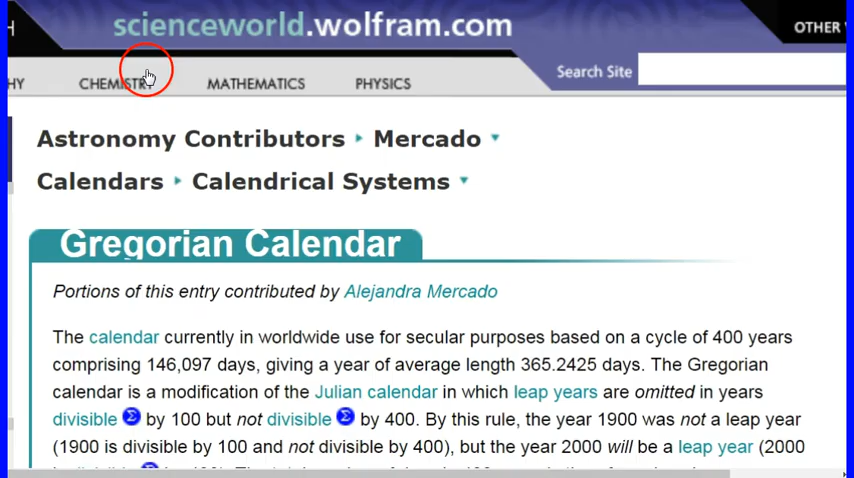 scienceworld.wolfram.com
OTHER
CHEMISTRY MATHEMATICS PHYSICS
Search Site
Astronomy Contributors Mercado
Calendars Calendrical Systems
Gregorian Calendar
Portions of this entry contributed by Alejandra Mercado
The calendar currently in worldwide use for secular purposes based on a cycle of 400 years
comprising 146,097 days, giving a year of average length 365.2425 days. The Gregorian
calendar is a modification of the Julian calendar in which leap years are omitted in years
divisible Σ by 100 but not divisible Σ by 400. By this rule, the year 1900 was not a leap year
(1900 is divisible by 100 and not divisible by 400), but the year 2000 will be a leap year (2000